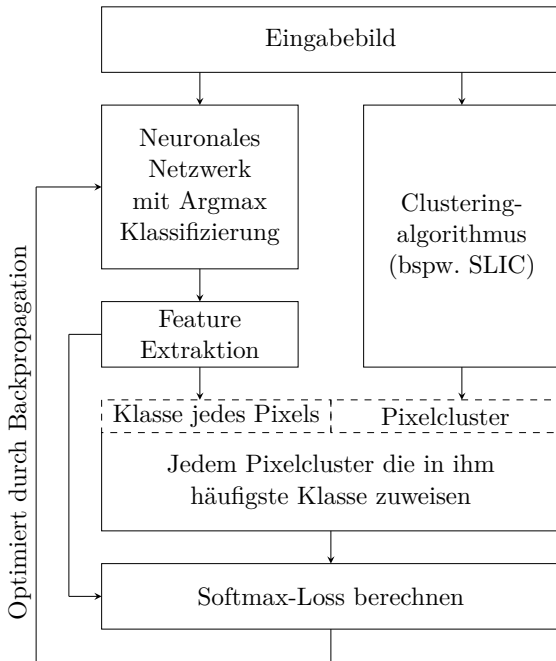 Eingabebild
Neuronales
Netzwerk
mit Argmax
Klassifizierung
Clustering-
algorithmus
(bspw. SLIC)
Feature
Extraktion
Klasse jedes Pixels
Pixelcluster
Jedem Pixelcluster die in ihm
häufigste Klasse zuweisen
Softmax-Loss berechnen
Optimiert durch Backpropagation